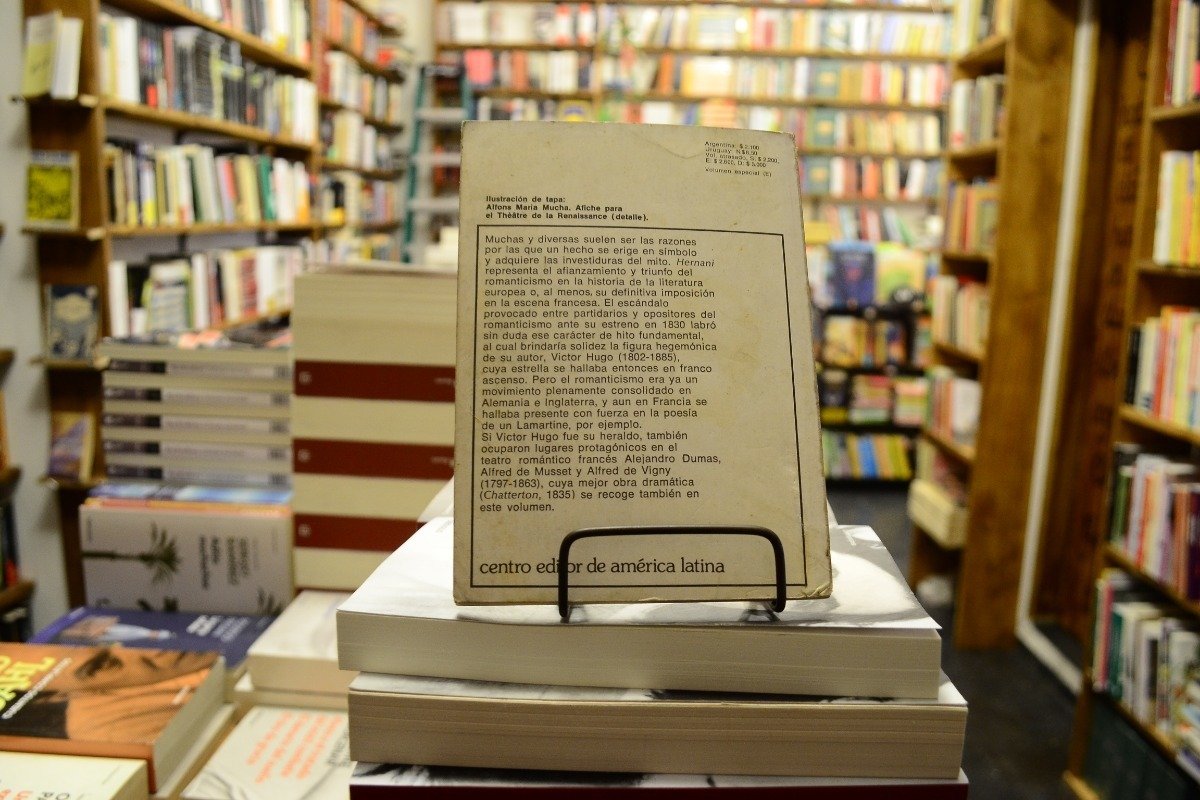 Argentina: $ 2.100
Ilustración de tapa:
Alfons Maria Mucha. Afiche para
el Théâtre de la Renaissance (detalle).
Volumen especial (E)
Muchas y diversas suelen ser las razones
por las que un hecho se erige en símbolo
y adquiere las investiduras del mito. Hernani
representa el afianzamiento y triunfo del
romanticismo en la historia de la literatura
europea o, al menos, su definitiva imposición
en la escena francesa. El escándalo
provocado entre partidarios y opositores del
romanticismo ante su estreno en 1830 labró
sin duda ese carácter de hito fundamental,
al cual brindaría solidez la figura hegemónica
de su autor, Victor Hugo (1802-1885),
cuya estrella se hallaba entonces en franco
ascenso. Pero el romanticismo era ya un
movimiento plenamente consolidado en
Alemania e Inglaterra, y aun en Francia se
hallaba presente con fuerza en la poesía
de un Lamartine, por ejemplo.
Si Victor Hugo fue su heraldo, también
ocuparon lugares protagónicos en el
teatro romántico francés Alejandro Dumas,
Alfred de Musset y Alfred de Vigny
(1797-1863), cuya mejor obra dramática
(Chatterton, 1835) se recoge también en
este volumen.
centro editor de américa latina